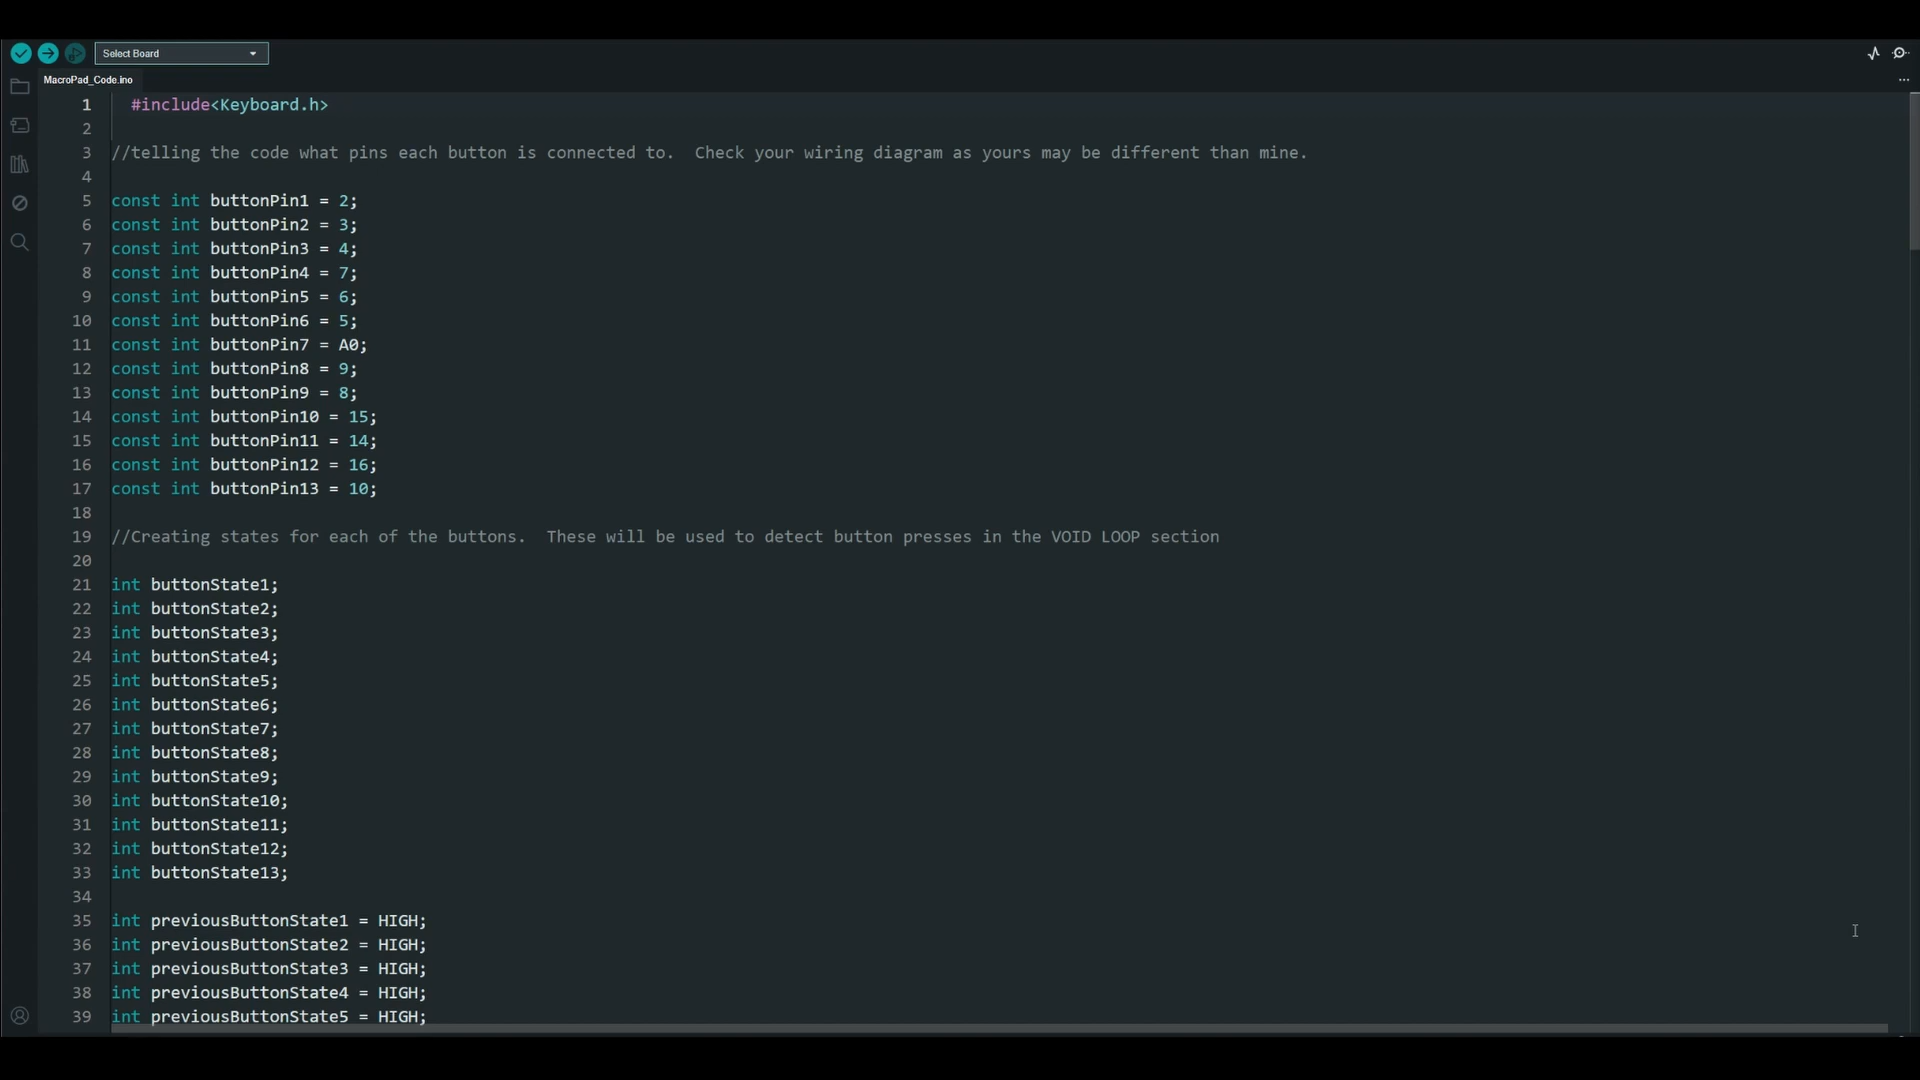 Select Board
MacroPad_Code.ino
...
1 #include<Keyboard.h>
2
3 //telling the code what pins each button is connected to.  Check your wiring diagram as yours may be different than mine.
4
5 const int buttonPin1 = 2;
6 const int buttonPin2 = 3;
7 const int buttonPin3 = 4;
8 const int buttonPin4 = 7;
9 const int buttonPin5 = 6;
10 const int buttonPin6 = 5;
11 const int buttonPin7 = A0;
12 const int buttonPin8 = 9;
13 const int buttonPin9 = 8;
14 const int buttonPin10 = 15;
15 const int buttonPin11 = 14;
16 const int buttonPin12 = 16;
17 const int buttonPin13 = 10;
18
19 //Creating states for each of the buttons.  These will be used to detect button presses in the VOID LOOP section
20
21 int buttonState1;
22 int buttonState2;
23 int buttonState3;
24 int buttonState4;
25 int buttonState5;
26 int buttonState6;
27 int buttonState7;
28 int buttonState8;
29 int buttonState9;
30 int buttonState10;
31 int buttonState11;
32 int buttonState12;
33 int buttonState13;
34
35 int previousButtonState1 = HIGH;
36 int previousButtonState2 = HIGH;
37 int previousButtonState3 = HIGH;
38 int previousButtonState4 = HIGH;
39 int previousButtonState5 = HIGH;